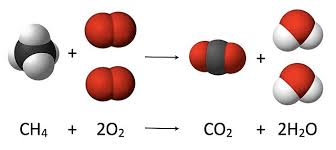 + ⟶ +
CH₄ + 2O₂ ⟶ CO₂ + 2H₂O